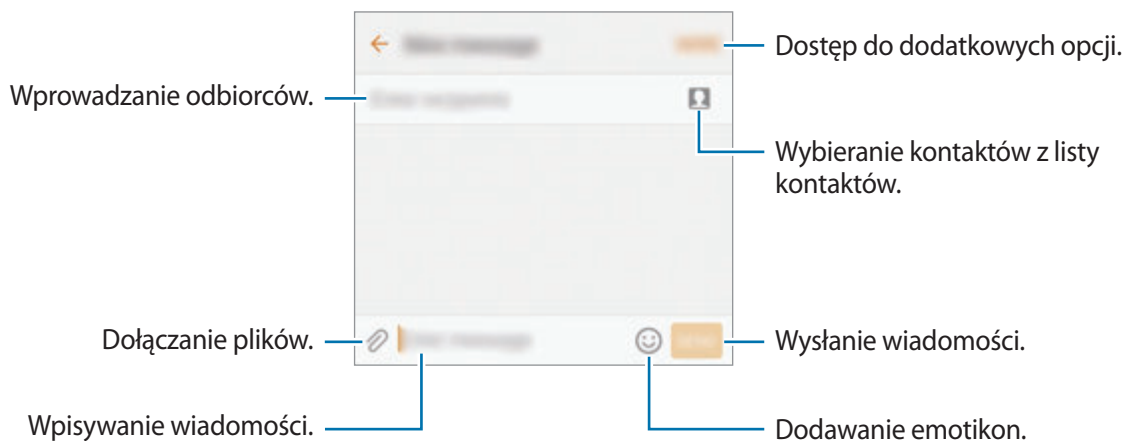 Dostęp do dodatkowych opcji.
Wprowadzanie odbiorców.
Wybieranie kontaktów z listy
kontaktów.
Dołączanie plików.
Wysłanie wiadomości.
Wpisywanie wiadomości.
Dodawanie emotikon.